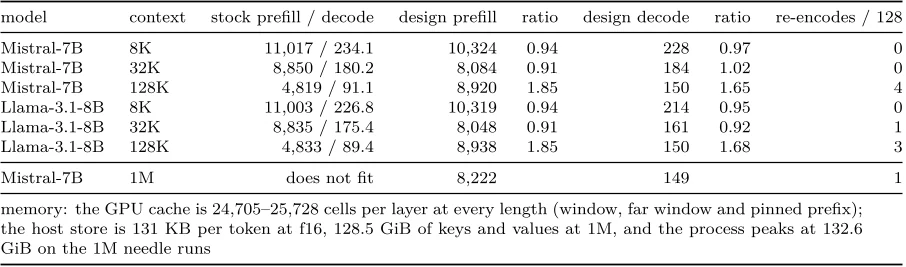 model context stock prefill / decode design prefill ratio design decode ratio re-encodes / 128
Mistral-7B 8K 11,017 / 234.1 10,324 0.94 228 0.97 0
Mistral-7B 32K 8,850 / 180.2 8,084 0.91 184 1.02 0
Mistral-7B 128K 4,819 / 91.1 8,920 1.85 150 1.65 4
Llama-3.1-8B 8K 11,003 / 226.8 10,319 0.94 214 0.95 0
Llama-3.1-8B 32K 8,835 / 175.4 8,048 0.91 161 0.92 1
Llama-3.1-8B 128K 4,833 / 89.4 8,938 1.85 150 1.68 3
Mistral-7B 1M does not fit 8,222 149 1
memory: the GPU cache is 24,705–25,728 cells per layer at every length (window, far window and pinned prefix);
the host store is 131 KB per token at f16, 128.5 GiB of keys and values at 1M, and the process peaks at 132.6
GiB on the 1M needle runs